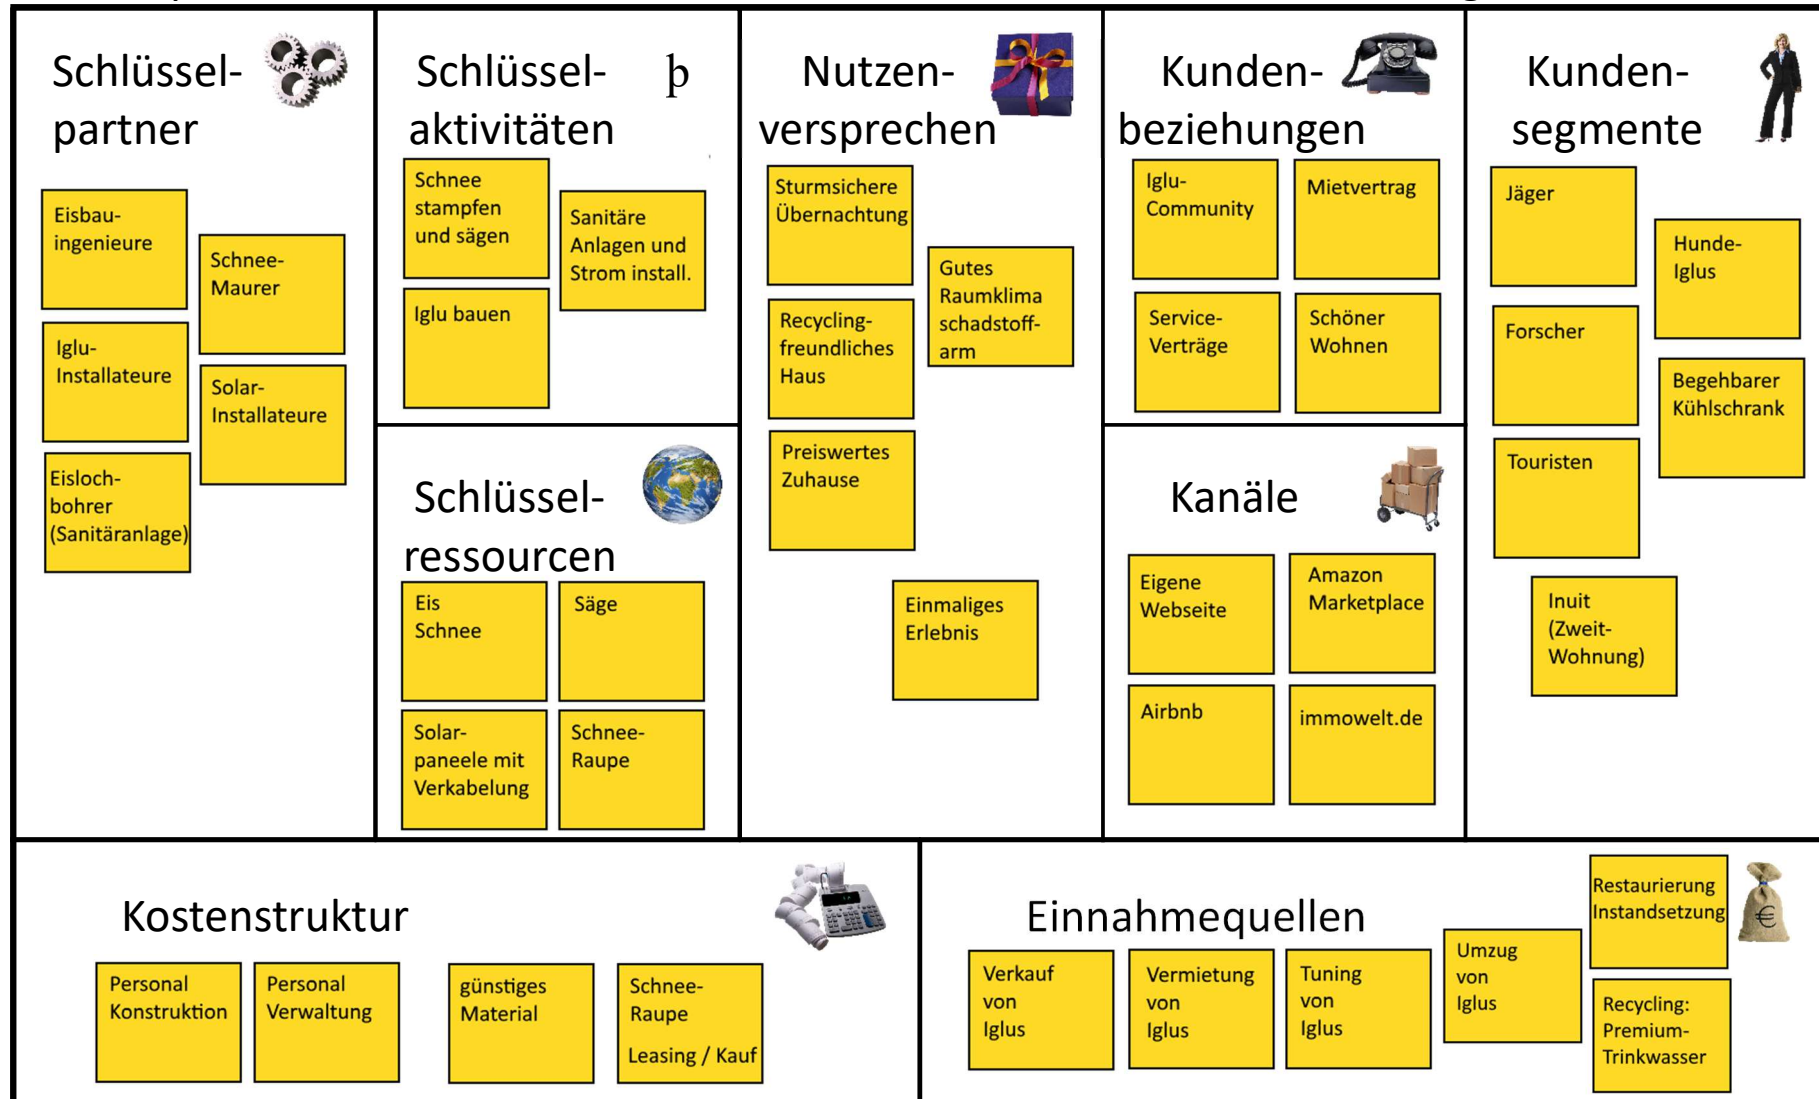 Schlüssel-
partner
Eisbau-
ingenieure
Schnee-
Maurer
Iglu-
Installateure
Solar-
Installateure
Eisloch-
bohrer
(Sanitäranlage)
Schlüssel-
aktivitäten
þ
Schnee
stampfen
und sägen
Sanitäre
Anlagen und
Strom install.
Iglu bauen
Schlüssel-
ressourcen
Eis
Schnee
Säge
Solar-
paneele mit
Verkabelung
Schnee-
Raupe
Nutzen-
versprechen
Sturmsichere
Übernachtung
Gutes
Raumklima
schadstoff-
arm
Recycling-
freundliches
Haus
Preiswertes
Zuhause
Einmaliges
Erlebnis
Kunden-
beziehungen
Iglu-
Community
Mietvertrag
Service-
Verträge
Schöner
Wohnen
Kanäle
Eigene
Webseite
Amazon
Marketplace
Airbnb
immowelt.de
Kunden-
segmente
Jäger
Hunde-
Iglus
Forscher
Begehbarer
Kühlschrank
Touristen
Inuit
(Zweit-
Wohnung)
Kostenstruktur
Personal
Konstruktion
Personal
Verwaltung
günstiges
Material
Schnee-
Raupe
Leasing / Kauf
Einnahmequellen
Verkauf
von
Iglus
Vermietung
von
Iglus
Tuning
von
Iglus
Umzug
von
Iglus
Restaurierung
Instandsetzung
Recycling:
Premium-
Trinkwasser
€